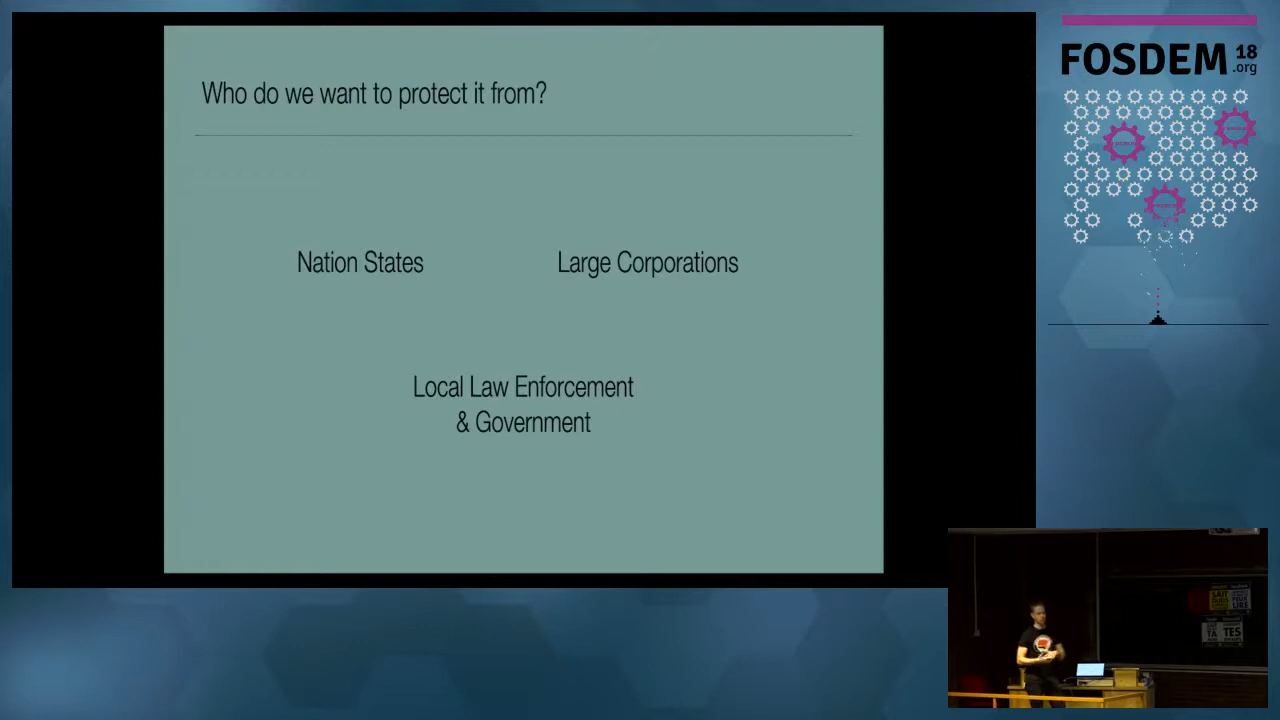 Who do we want to protect it from?
Nation States
Large Corporations
Local Law Enforcement
& Government
FOSDEM 18
.org
TES